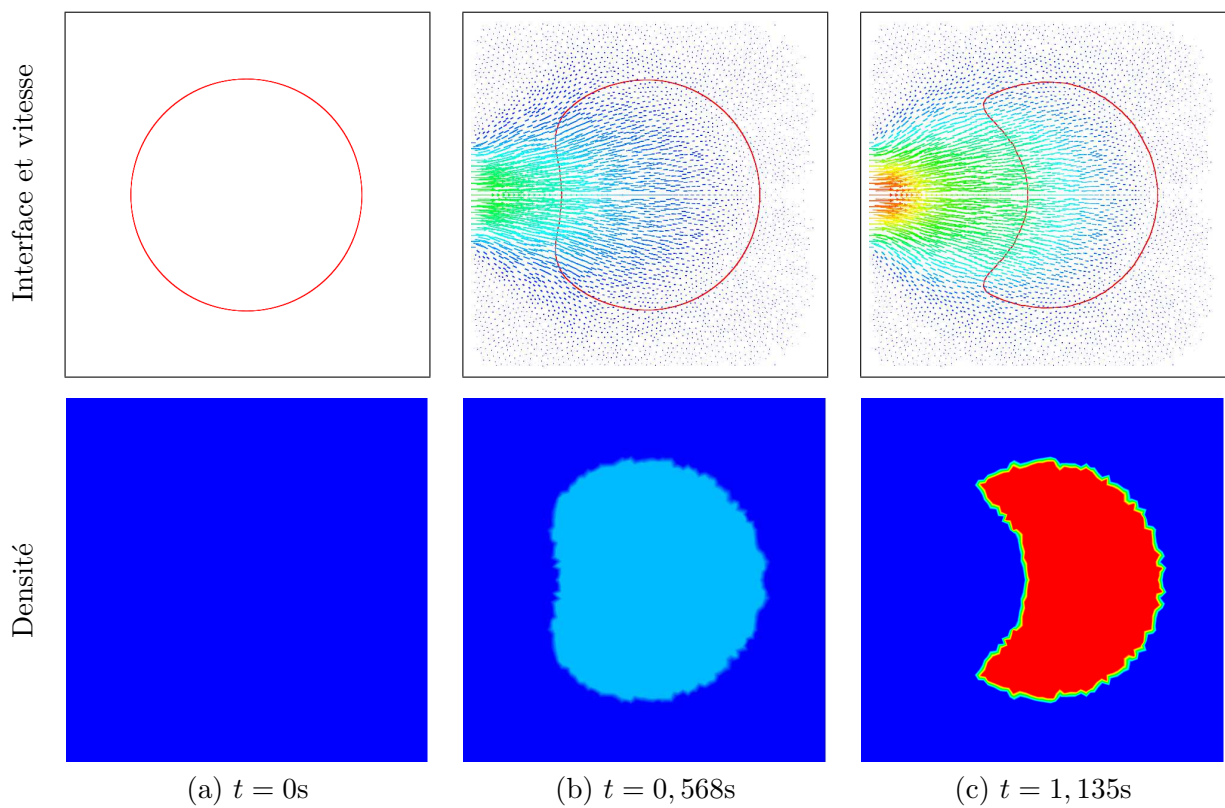 Interface et vitesse
Densité
(a) t = 0s
(b) t = 0, 568s
(c) t = 1, 135s